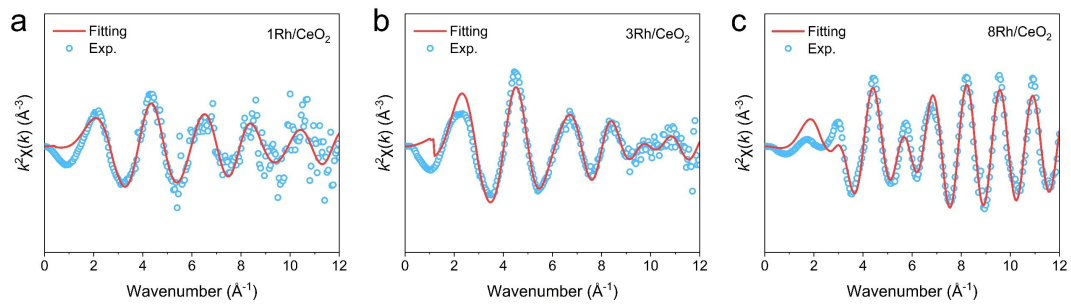 a
Fitting
Exp.
1Rh/CeO₂
k²χ(k) (Å⁻³)
0 2 4 6 8 10 12
Wavenumber (Å⁻¹)
b
Fitting
Exp.
3Rh/CeO₂
k²χ(k) (Å⁻³)
0 2 4 6 8 10 12
Wavenumber (Å⁻¹)
c
Fitting
Exp.
8Rh/CeO₂
k²χ(k) (Å⁻³)
0 2 4 6 8 10 12
Wavenumber (Å⁻¹)